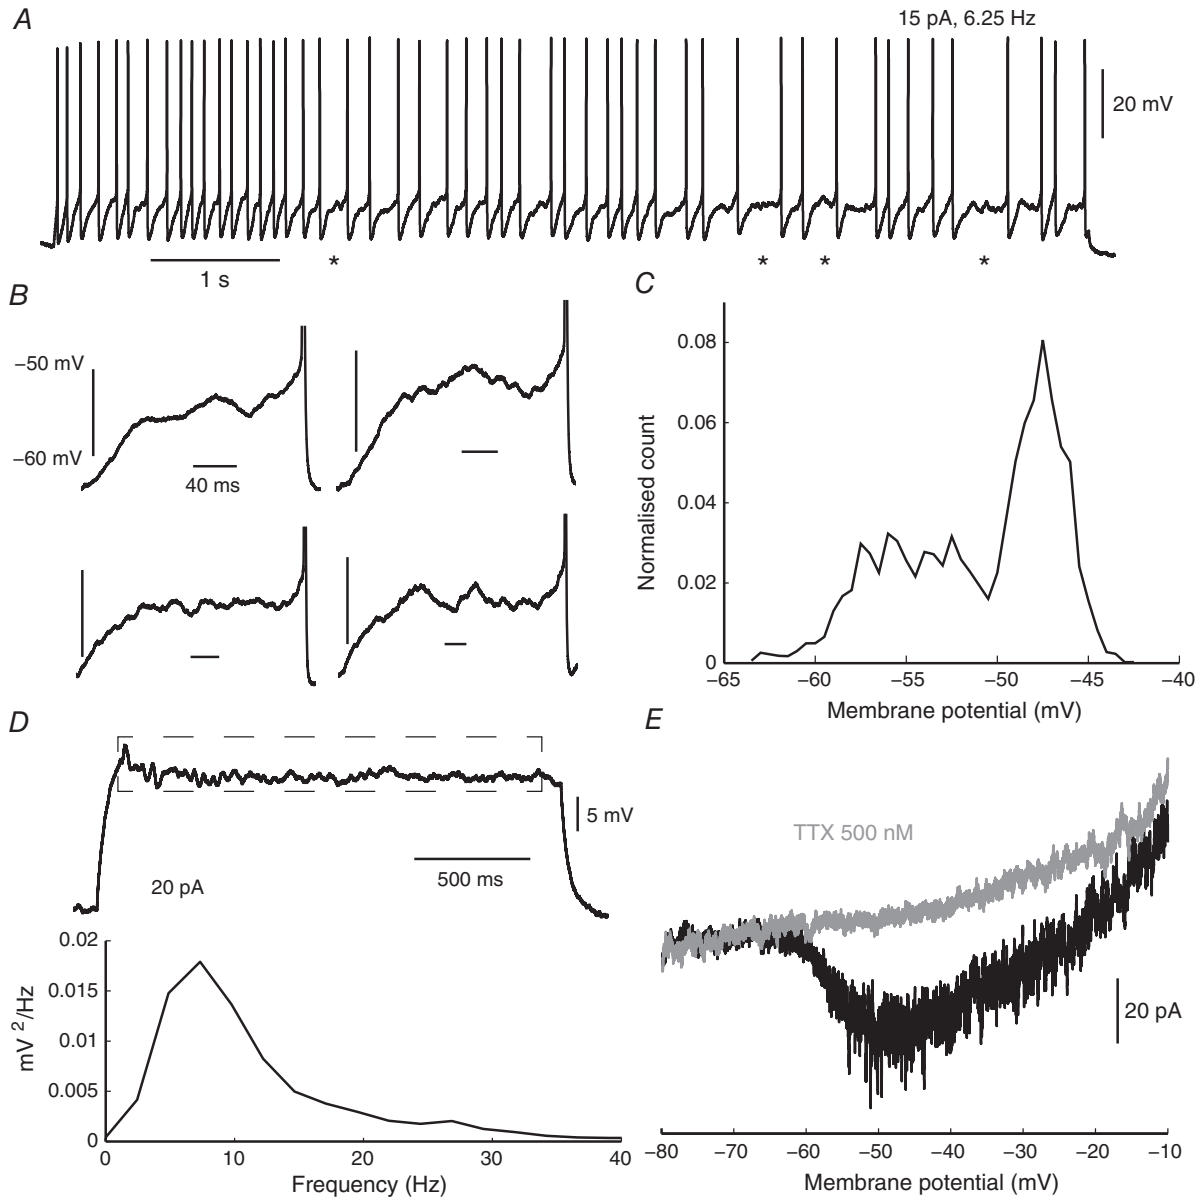 A
15 pA, 6.25 Hz
20 mV
1 s
*
*
*
*
B
−50 mV
−60 mV
40 ms
C
Normalised count
0.08
0.06
0.04
0.02
0
−65
−60
−55
−50
−45
−40
Membrane potential (mV)
D
5 mV
500 ms
20 pA
mV ²/Hz
0.02
0.015
0.01
0.005
0
0
10
20
30
40
Frequency (Hz)
E
TTX 500 nM
20 pA
−80
−70
−60
−50
−40
−30
−20
−10
Membrane potential (mV)